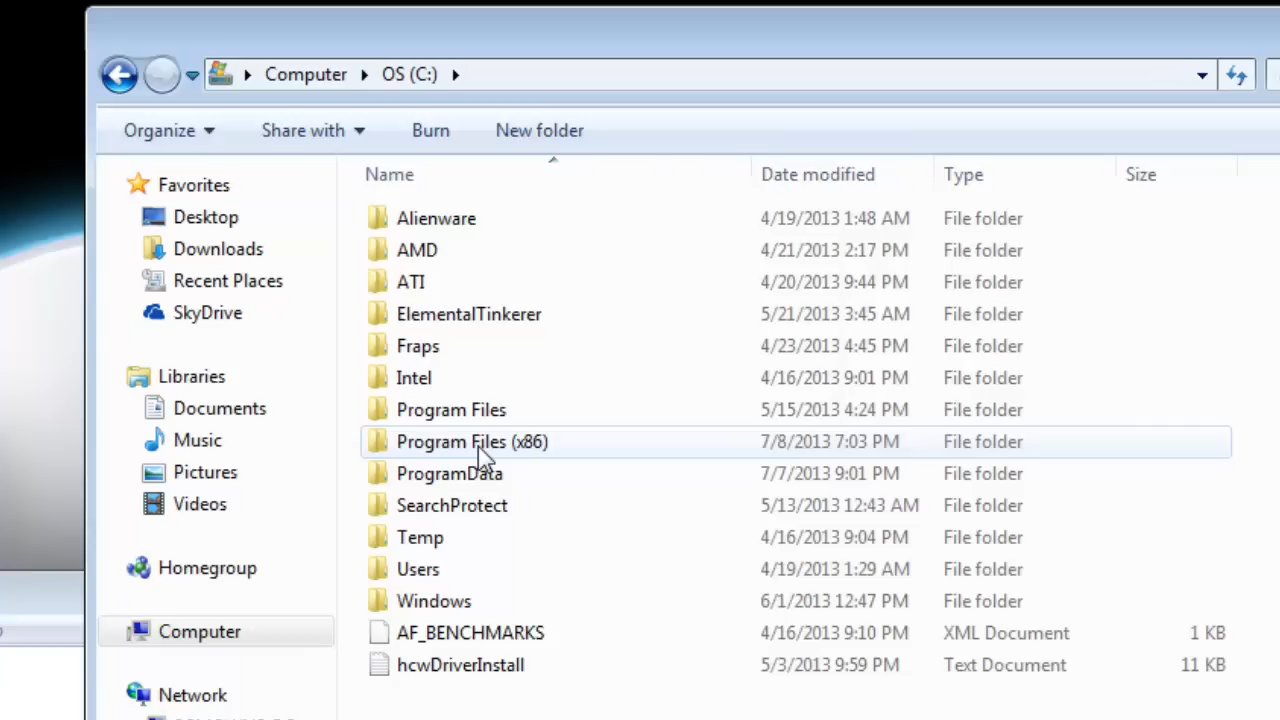 Computer OS (C:)
Organize Share with Burn New folder
Name Date modified Type Size
Favorites
Desktop
Downloads
Recent Places
SkyDrive
Libraries
Documents
Music
Pictures
Videos
Homegroup
Computer
Network
Alienware 4/19/2013 1:48 AM File folder
AMD 4/21/2013 2:17 PM File folder
ATI 4/20/2013 9:44 PM File folder
ElementalTinkerer 5/21/2013 3:45 AM File folder
Fraps 4/23/2013 4:45 PM File folder
Intel 4/16/2013 9:01 PM File folder
Program Files 5/15/2013 4:24 PM File folder
Program Files (x86) 7/8/2013 7:03 PM File folder
ProgramData 7/7/2013 9:01 PM File folder
SearchProtect 5/13/2013 12:43 AM File folder
Temp 4/16/2013 9:04 PM File folder
Users 4/19/2013 1:29 AM File folder
Windows 6/1/2013 12:47 PM File folder
AF_BENCHMARKS 4/16/2013 9:10 PM XML Document 1 KB
hcwDriverInstall 5/3/2013 9:59 PM Text Document 11 KB